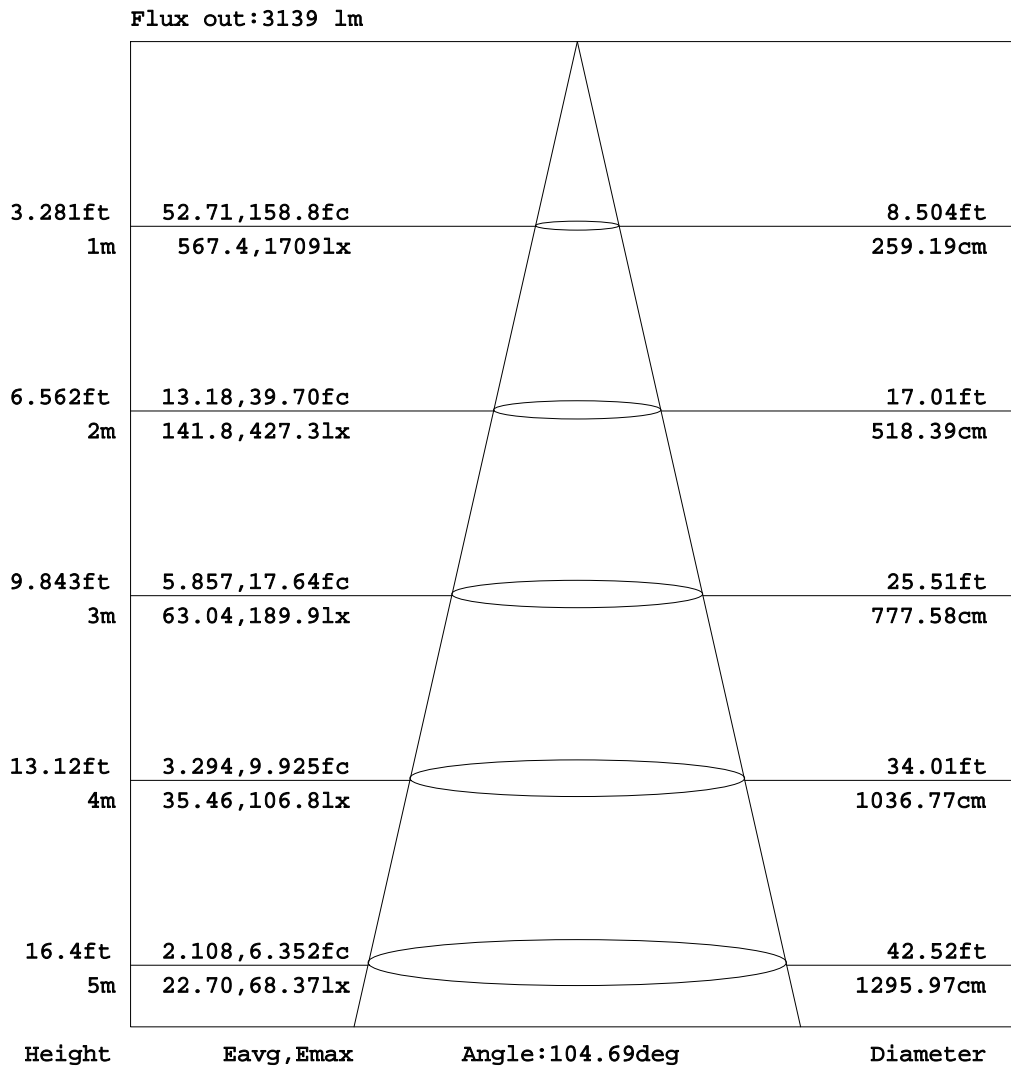 Flux out:3139 lm
3.281ft 52.71,158.8fc 8.504ft
1m 567.4,1709lx 259.19cm
6.562ft 13.18,39.70fc 17.01ft
2m 141.8,427.3lx 518.39cm
9.843ft 5.857,17.64fc 25.51ft
3m 63.04,189.9lx 777.58cm
13.12ft 3.294,9.925fc 34.01ft
4m 35.46,106.8lx 1036.77cm
16.4ft 2.108,6.352fc 42.52ft
5m 22.70,68.37lx 1295.97cm
Height Eavg,Emax Angle:104.69deg Diameter